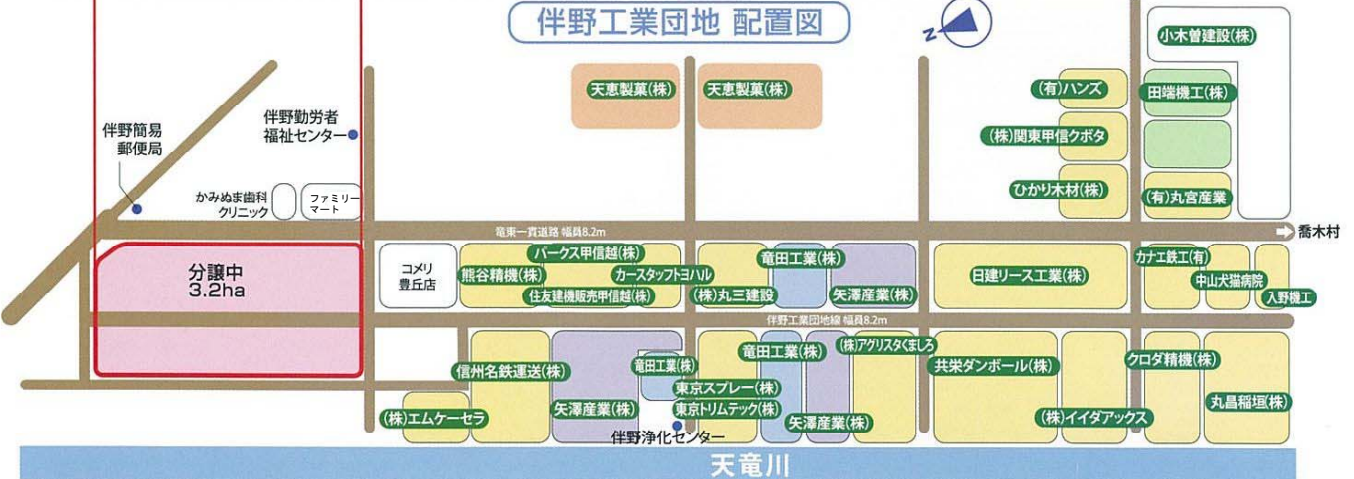 伴野工業団地 配置図
N
小木曽建設(株)
天恵製菓(株)
天恵製菓(株)
(有)ハンズ
田端機工(株)
伴野簡易
郵便局
伴野勤労者
福祉センター
(株)関東甲信クボタ
かみぬま歯科
クリニック
ファミリー
マート
ひかり木材(株)
(有)丸宮産業
竜東一貫道路 幅員8.2m
喬木村
分譲中
3.2ha
コメリ
豊丘店
熊谷精機(株)
パークス甲信越(株)
カースタッフトヨハル
住友建機販売甲信越(株)
(株)丸三建設
竜田工業(株)
矢澤産業(株)
日建リース工業(株)
カナエ鉄工(有)
中山犬猫病院
入野機工
伴野工業団地線 幅員8.2m
信州名鉄運送(株)
竜田工業(株)
竜田工業(株)
(株)アグリスタくましろ
共栄ダンボール(株)
クロダ精機(株)
東京スプレー(株)
(株)エムケーセラ
矢澤産業(株)
東京トリムテック(株)
矢澤産業(株)
(株)イイダアックス
丸昌稲垣(株)
伴野浄化センター
天竜川